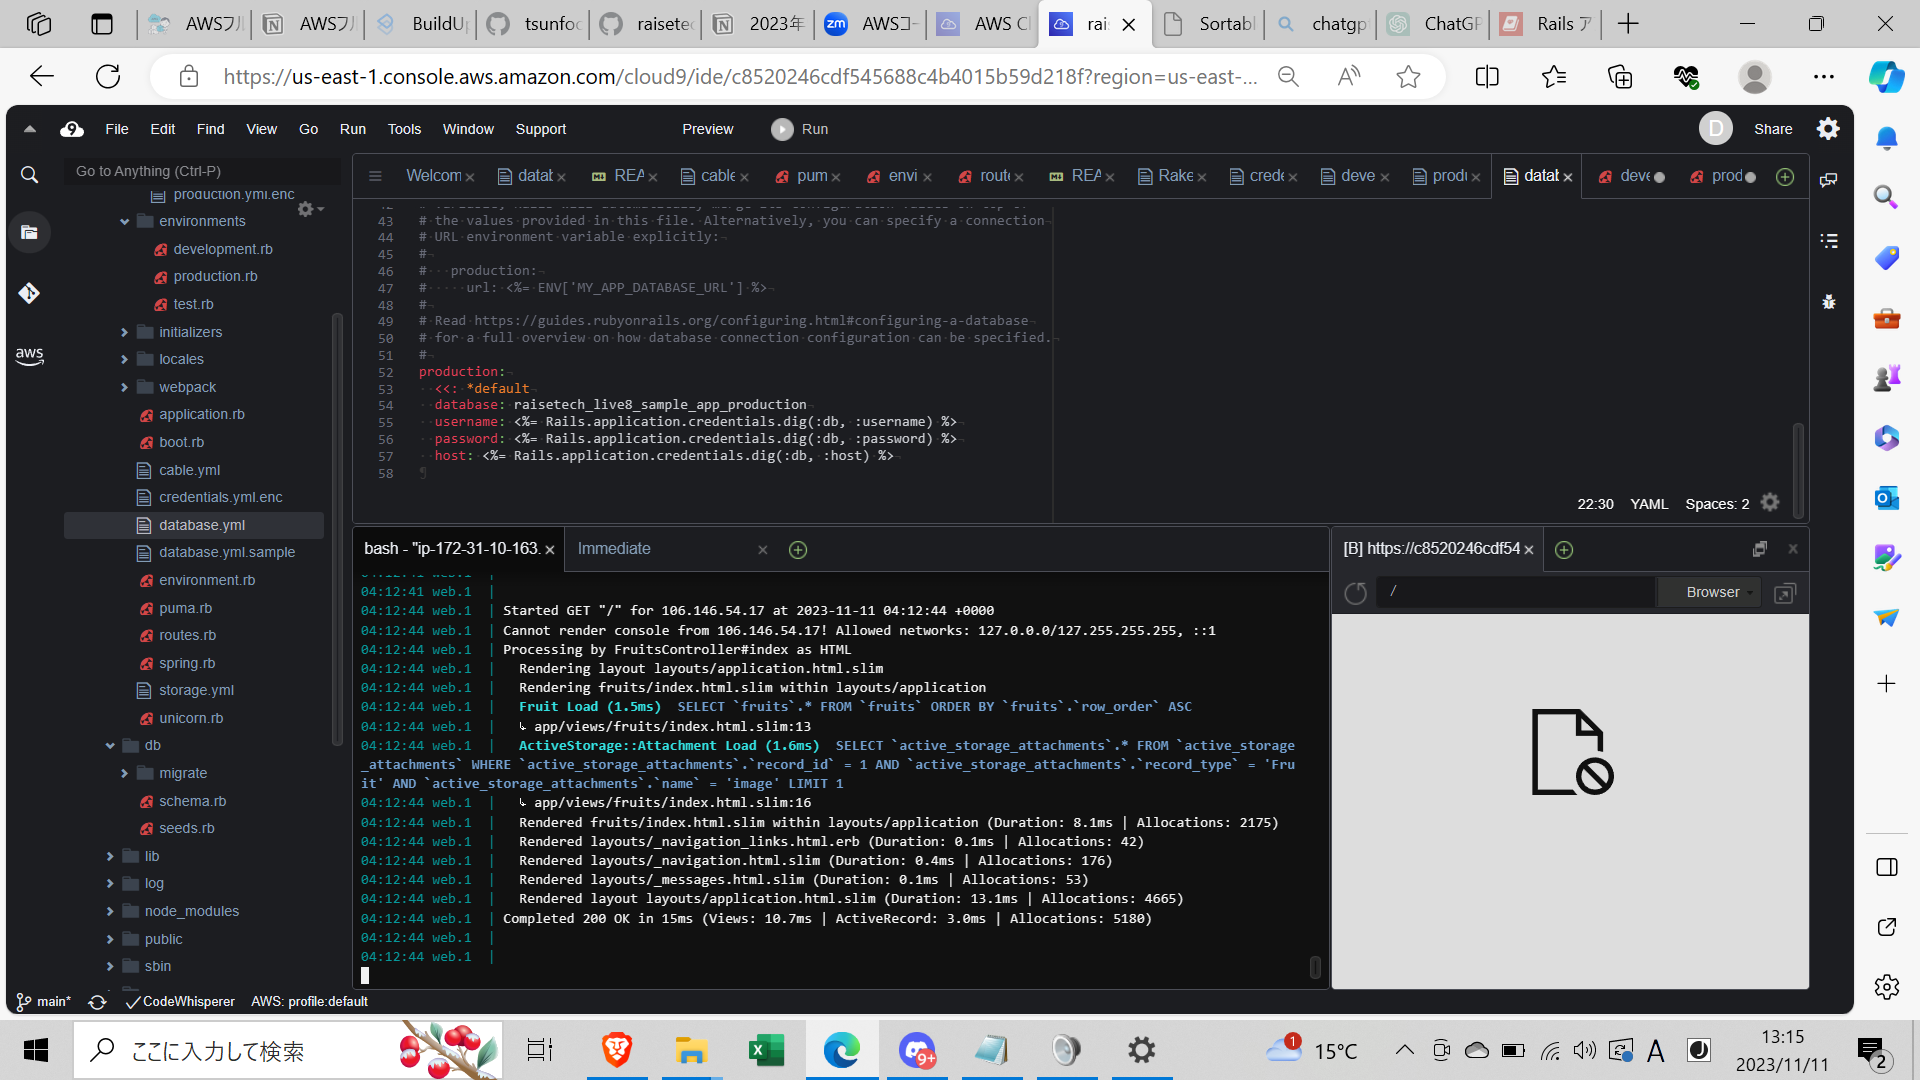 AWSフル
AWSフル
BuildUp
tsunfoc
raisetec
2023年
zm AWSコー
AWS Cl
rais
Sortabl
chatgp
ChatGP
Rails ア
https://us-east-1.console.aws.amazon.com/cloud9/ide/c8520246cdf545688c4b4015b59d218f?region=us-east-...
File Edit Find View Go Run Tools Window Support Preview Run D Share
Go to Anything (Ctrl-P)
Welcom datab REA cable pum envi route REA Rake crede deve produ datab deve prod
production.yml.enc
environments
development.rb
production.rb
test.rb
initializers
locales
webpack
application.rb
boot.rb
cable.yml
credentials.yml.enc
database.yml
database.yml.sample
environment.rb
puma.rb
routes.rb
spring.rb
storage.yml
unicorn.rb
db
migrate
schema.rb
seeds.rb
lib
log
node_modules
public
sbin
aws
43 # the values provided in this file. Alternatively, you can specify a connection
44 # URL environment variable explicitly:
45 #
46 #   production:
47 #     url: <%= ENV['MY_APP_DATABASE_URL'] %>
48 #
49 # Read https://guides.rubyonrails.org/configuring.html#configuring-a-database
50 # for a full overview on how database connection configuration can be specified.
51 #
52 production:
53   <<: *default
54   database: raisetech_live8_sample_app_production
55   username: <%= Rails.application.credentials.dig(:db, :username) %>
56   password: <%= Rails.application.credentials.dig(:db, :password) %>
57   host: <%= Rails.application.credentials.dig(:db, :host) %>
58
22:30 YAML Spaces: 2
bash - "ip-172-31-10-163. Immediate
04:12:41 web.1 |
04:12:44 web.1 | Started GET "/" for 106.146.54.17 at 2023-11-11 04:12:44 +0000
04:12:44 web.1 | Cannot render console from 106.146.54.17! Allowed networks: 127.0.0.0/127.255.255.255, ::1
04:12:44 web.1 | Processing by FruitsController#index as HTML
04:12:44 web.1 |   Rendering layout layouts/application.html.slim
04:12:44 web.1 |   Rendering fruits/index.html.slim within layouts/application
04:12:44 web.1 |   Fruit Load (1.5ms)  SELECT `fruits`.* FROM `fruits` ORDER BY `fruits`.`row_order` ASC
04:12:44 web.1 |   ↳ app/views/fruits/index.html.slim:13
04:12:44 web.1 |   ActiveStorage::Attachment Load (1.6ms)  SELECT `active_storage_attachments`.* FROM `active_storage
_attachments` WHERE `active_storage_attachments`.`record_id` = 1 AND `active_storage_attachments`.`record_type` = 'Fru
it' AND `active_storage_attachments`.`name` = 'image' LIMIT 1
04:12:44 web.1 |   ↳ app/views/fruits/index.html.slim:16
04:12:44 web.1 |   Rendered fruits/index.html.slim within layouts/application (Duration: 8.1ms | Allocations: 2175)
04:12:44 web.1 |   Rendered layouts/_navigation_links.html.erb (Duration: 0.1ms | Allocations: 42)
04:12:44 web.1 |   Rendered layouts/_navigation.html.slim (Duration: 0.4ms | Allocations: 176)
04:12:44 web.1 |   Rendered layouts/_messages.html.slim (Duration: 0.1ms | Allocations: 53)
04:12:44 web.1 |   Rendered layout layouts/application.html.slim (Duration: 13.1ms | Allocations: 4665)
04:12:44 web.1 | Completed 200 OK in 15ms (Views: 10.7ms | ActiveRecord: 3.0ms | Allocations: 5180)
04:12:44 web.1 |
04:12:44 web.1 |
[B] https://c8520246cdf54
/ Browser
main* CodeWhisperer AWS: profile:default
ここに入力して検索
9+
1
15°C
A
13:15
2023/11/11
2